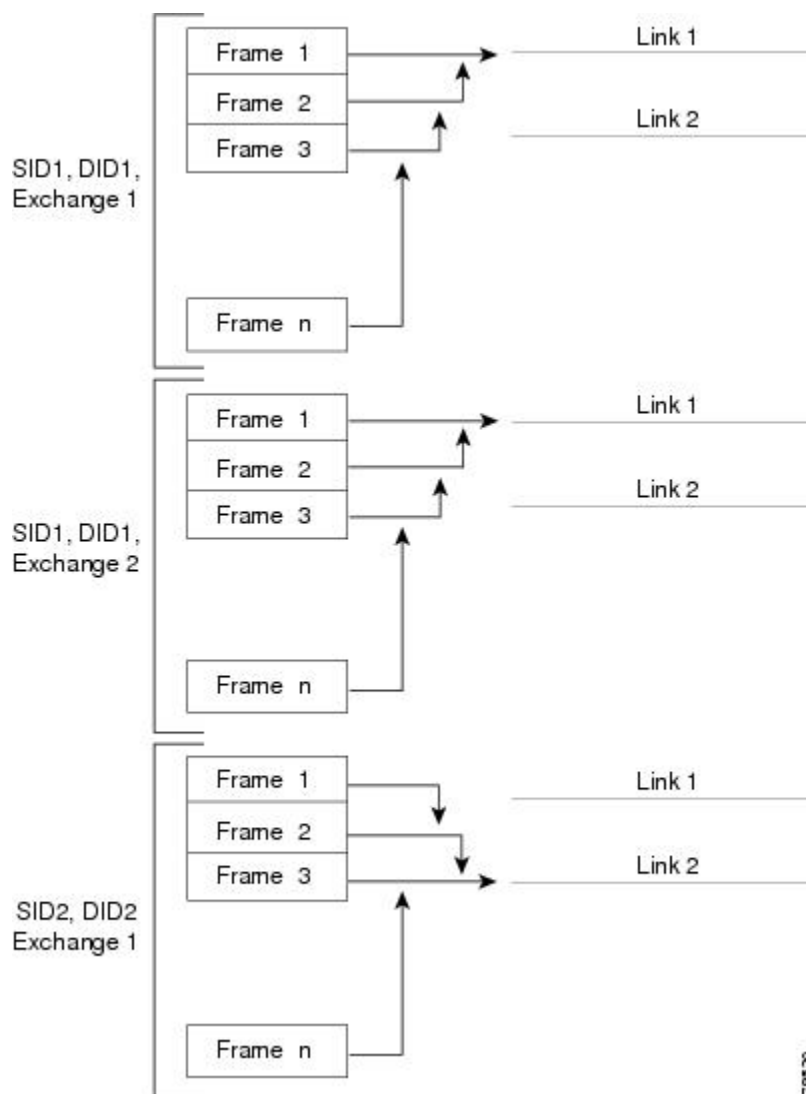 Frame 1
Link 1
Frame 2
Link 2
Frame 3
SID1, DID1,
Exchange 1
Frame n
Frame 1
Link 1
Frame 2
Link 2
Frame 3
SID1, DID1,
Exchange 2
Frame n
Frame 1
Link 1
Frame 2
Link 2
Frame 3
SID2, DID2
Exchange 1
Frame n